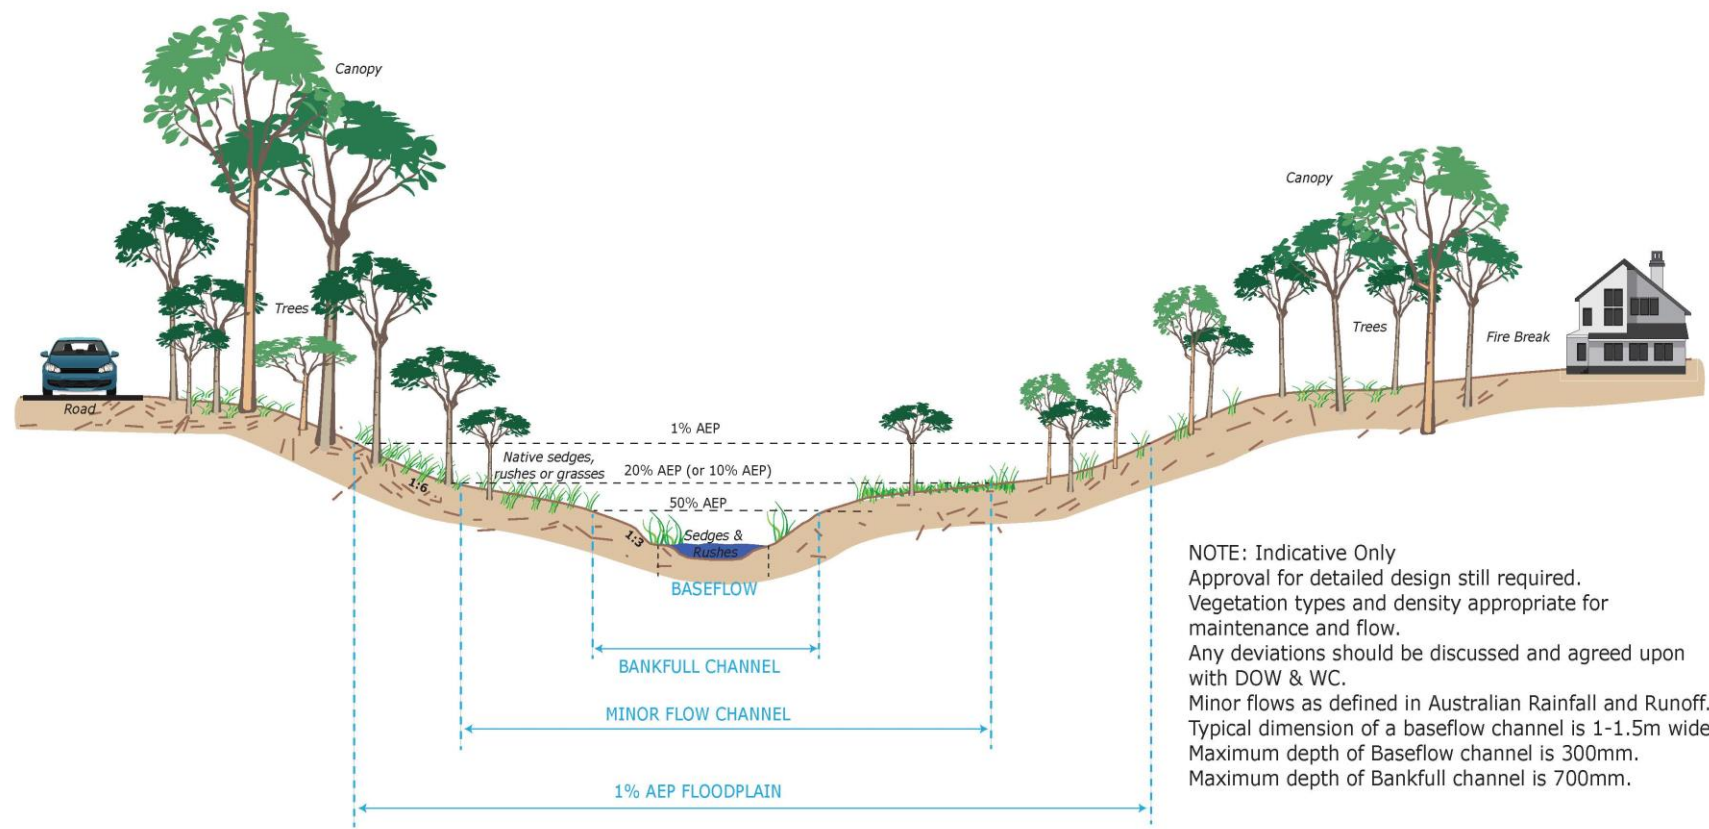 Canopy
Canopy
Trees
Trees
Fire Break
Road
1% AEP
Native sedges,
rushes or grasses
20% AEP (or 10% AEP)
1:6
50% AEP
1:3
Sedges &
Rushes
BASEFLOW
BANKFULL CHANNEL
MINOR FLOW CHANNEL
1% AEP FLOODPLAIN
NOTE: Indicative Only
Approval for detailed design still required.
Vegetation types and density appropriate for
maintenance and flow.
Any deviations should be discussed and agreed upon
with DOW & WC.
Minor flows as defined in Australian Rainfall and Runoff.
Typical dimension of a baseflow channel is 1-1.5m wide
Maximum depth of Baseflow channel is 300mm.
Maximum depth of Bankfull channel is 700mm.